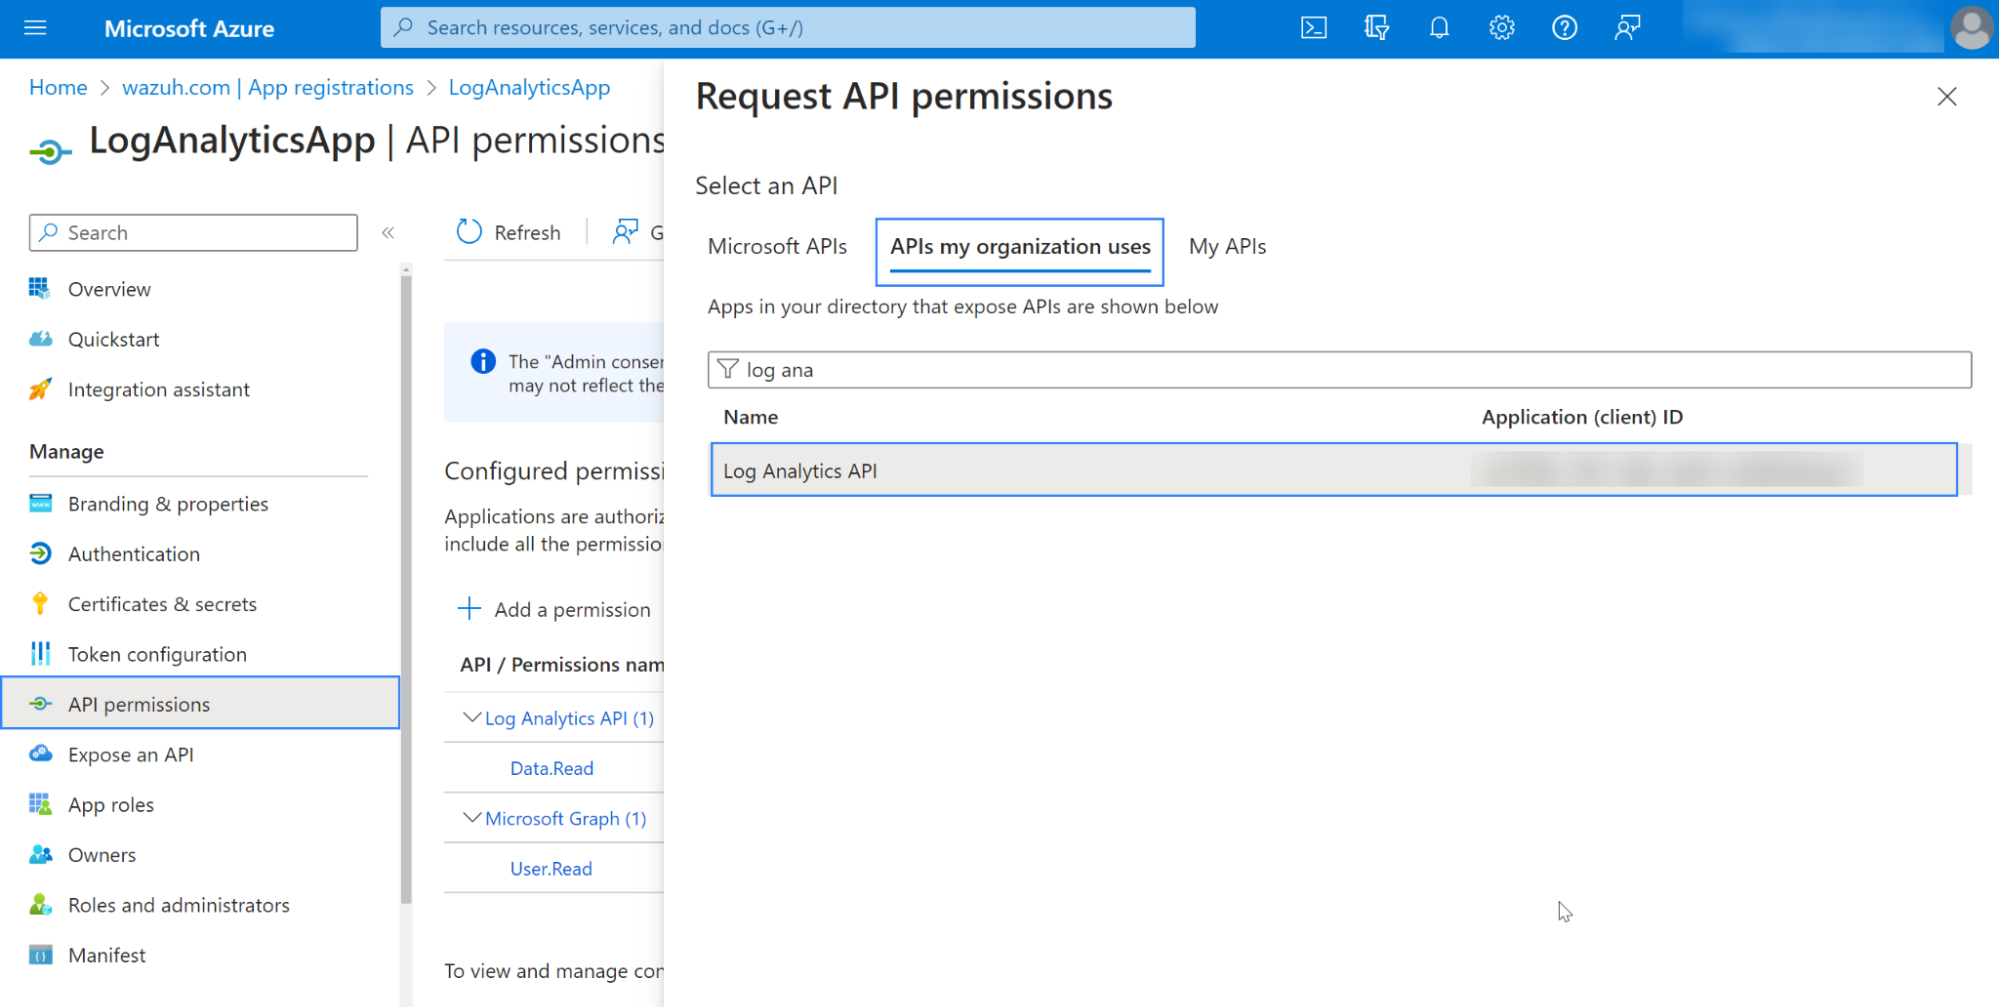 Microsoft Azure
Search resources, services, and docs (G+/)
Home > wazuh.com | App registrations > LogAnalyticsApp
LogAnalyticsApp | API permissions
Search
«
Overview
Quickstart
Integration assistant
Manage
Branding & properties
Authentication
Certificates & secrets
Token configuration
API permissions
Expose an API
App roles
Owners
Roles and administrators
Manifest
Refresh
G
The "Admin conser
may not reflect the
Configured permissi
Applications are authoriz
include all the permissio
Add a permission
API / Permissions nam
Log Analytics API (1)
Data.Read
Microsoft Graph (1)
User.Read
To view and manage con
Request API permissions
Select an API
Microsoft APIs
APIs my organization uses
My APIs
Apps in your directory that expose APIs are shown below
log ana
Name
Application (client) ID
Log Analytics API